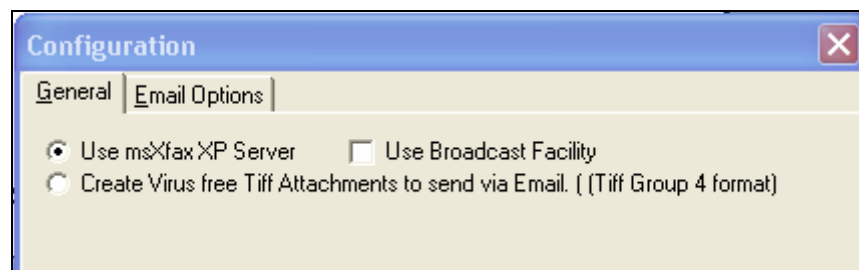 Configuration
General Email Options
Use msXfax XP Server Use Broadcast Facility
Create Virus free Tiff Attachments to send via Email. ( (Tiff Group 4 format)